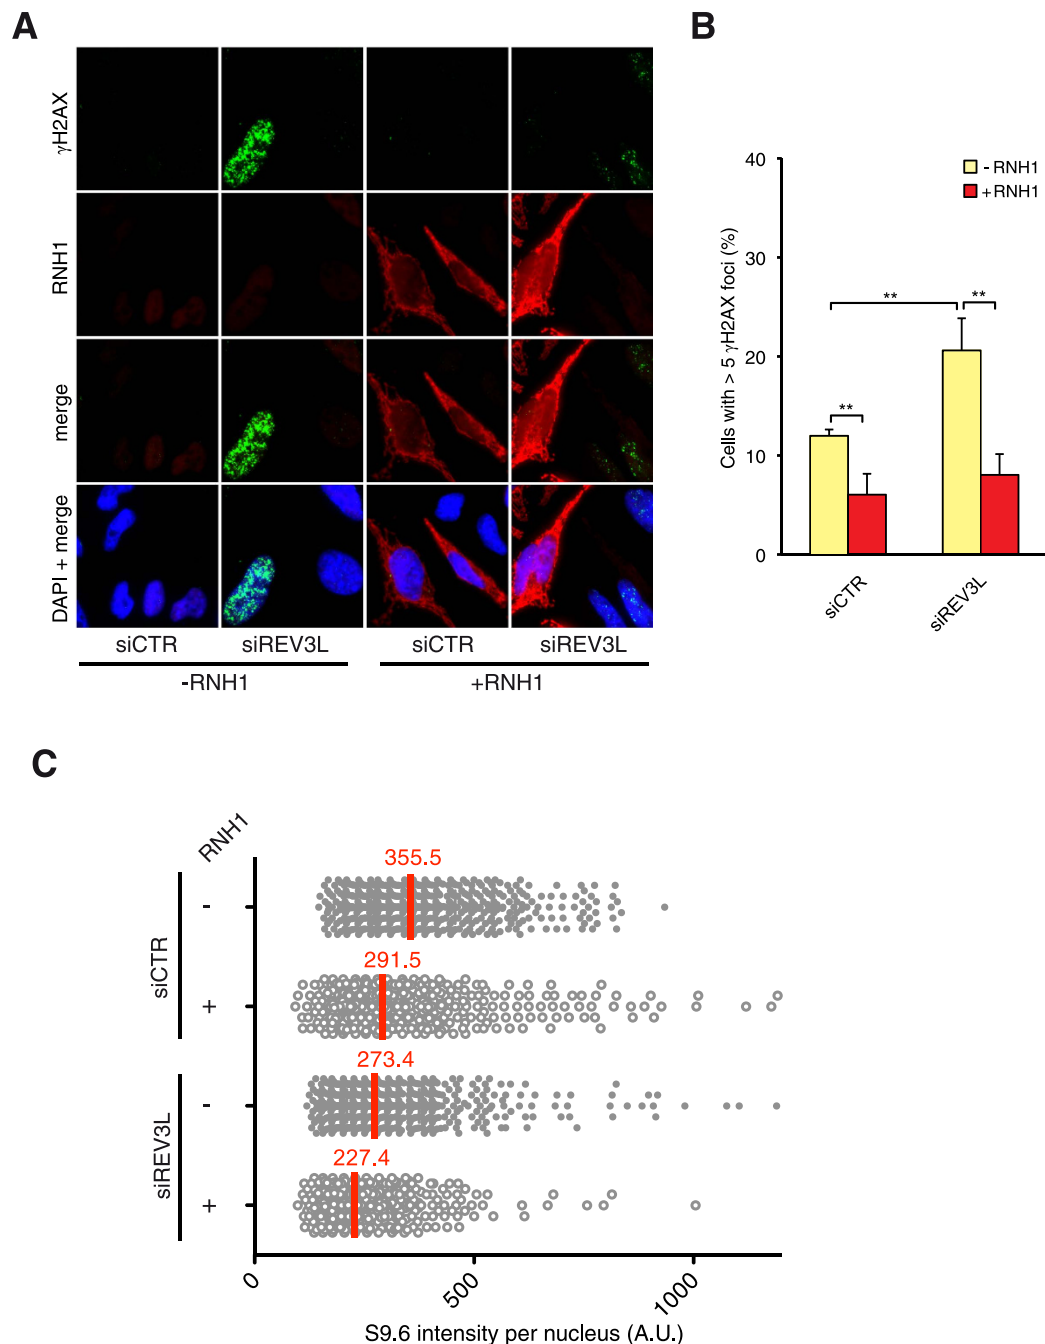 A
γH2AX
RNH1
merge
DAPI + merge
siCTR siREV3L siCTR siREV3L
-RNH1 +RNH1
B
Cells with > 5 γH2AX foci (%)
40
30
20
10
0
- RNH1
+RNH1
**
**
**
siCTR
siREV3L
C
RNH1
siCTR
-
+
siREV3L
-
+
355.5
291.5
273.4
227.4
0 500 1000
S9.6 intensity per nucleus (A.U.)